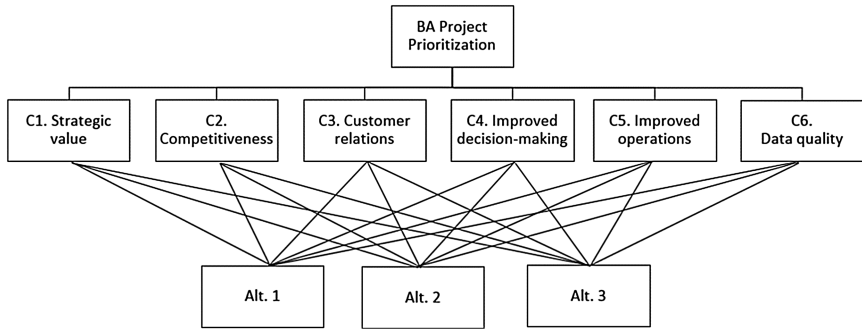 BA Project
Prioritization
C1. Strategic
value
C2.
Competitiveness
C3. Customer
relations
C4. Improved
decision-making
C5. Improved
operations
C6.
Data quality
Alt. 1
Alt. 2
Alt. 3